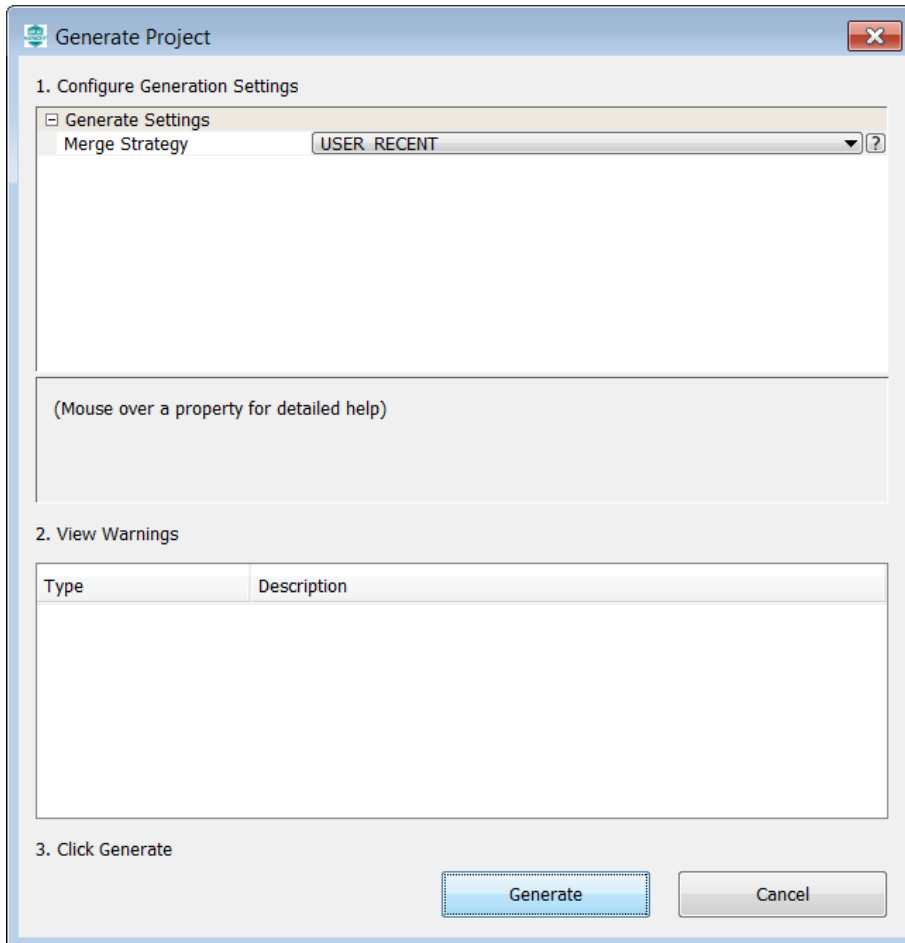 Generate Project
1. Configure Generation Settings
Generate Settings
Merge Strategy USER_RECENT ?
(Mouse over a property for detailed help)
2. View Warnings
Type Description
3. Click Generate
Generate Cancel